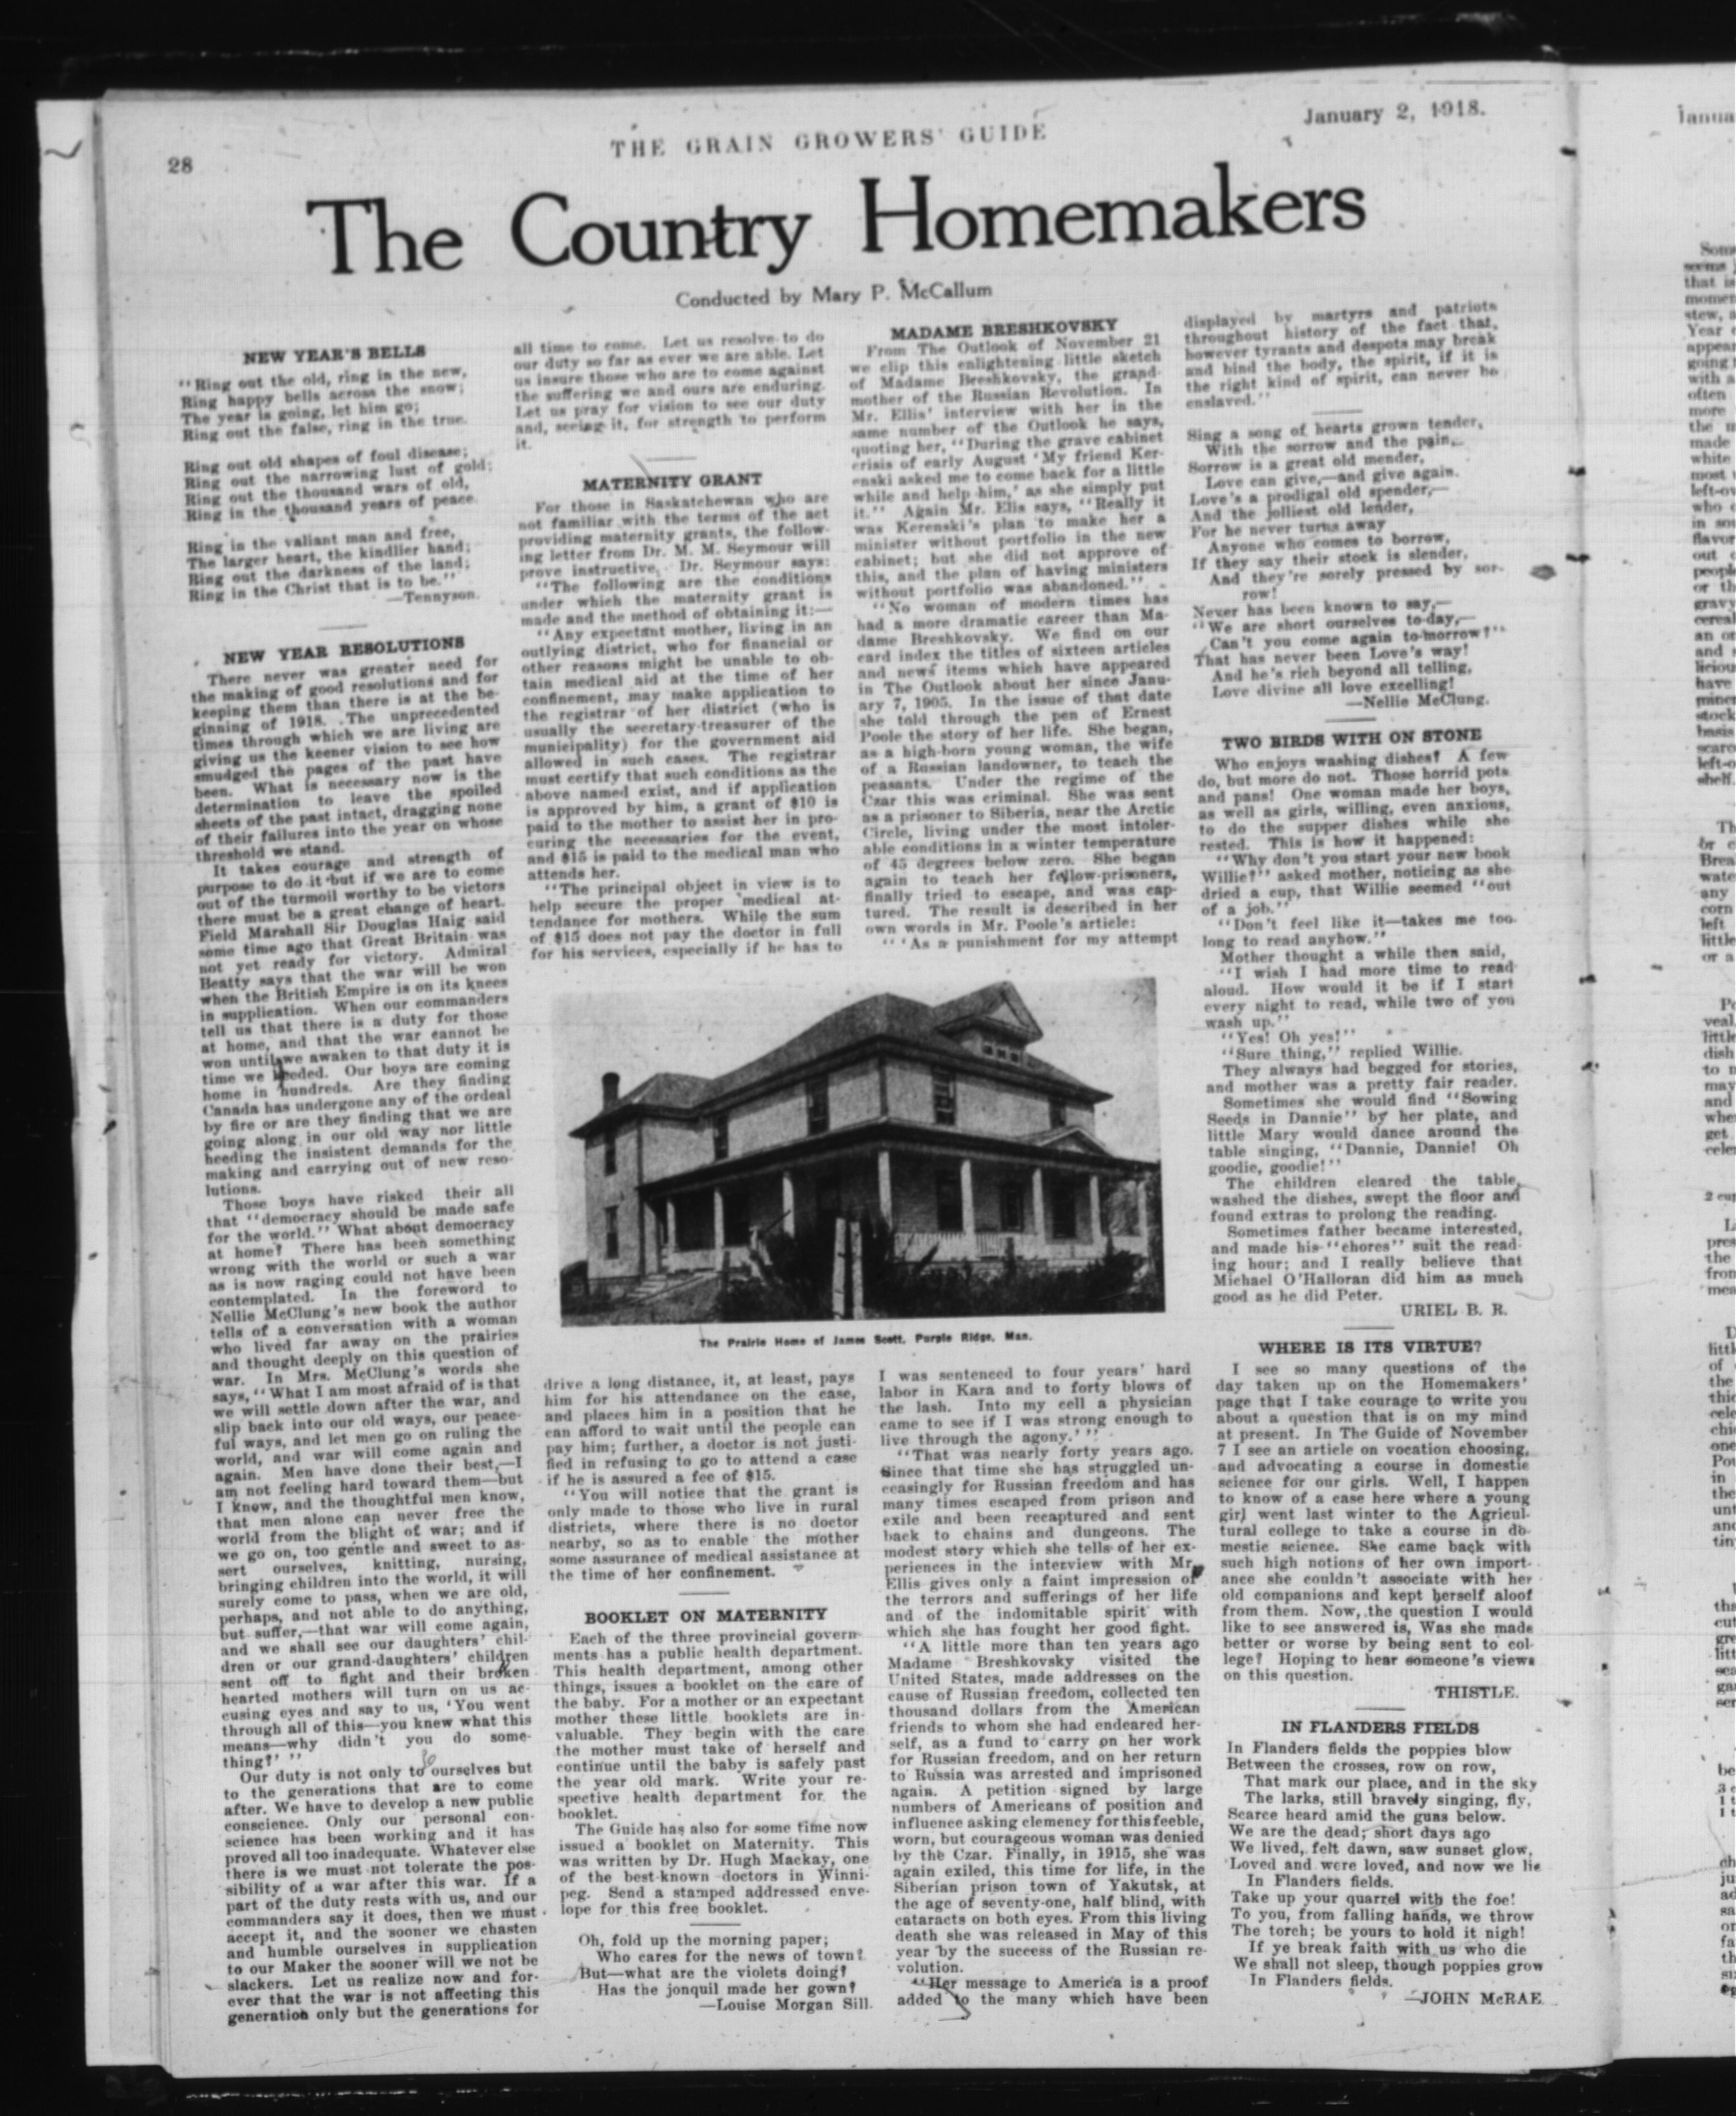 28
THE GRAIN GROWERS' GUIDE
January 2, 1918.
The Country Homemakers
Conducted by Mary P. McCallum
NEW YEAR'S BELLS
"Ring out the old, ring in the new,
Ring happy bells across the snow;
The year is going, let him go;
Ring out the false, ring in the true.
Ring out old shapes of foul disease;
Ring out the narrowing lust of gold;
Ring out the thousand wars of old,
Ring in the thousand years of peace.
Ring in the valiant man and free,
The larger heart, the kindlier hand;
Ring out the darkness of the land;
Ring in the Christ that is to be."
—Tennyson.
NEW YEAR RESOLUTIONS
There never was greater need for
the making of good resolutions and for
keeping them than there is at the be-
ginning of 1918. The unprecedented
times through which we are living are
giving us the keener vision to see how
smudged the pages of the past have
been. What is necessary now is the
determination to leave the spoiled
sheets of the past intact, dragging none
of their failures into the year on whose
threshold we stand.
It takes courage and strength of
purpose to do it but if we are to come
out of the turmoil worthy to be victors
there must be a great change of heart.
Field Marshall Sir Douglas Haig said
some time ago that Great Britain was
not yet ready for victory. Admiral
Beatty says that the war will be won
when the British Empire is on its knees
in supplication. When our commanders
tell us that there is a duty for those
at home, and that the war cannot be
won until we awaken to that duty it is
time we heeded. Our boys are coming
home in hundreds. Are they finding
Canada has undergone any of the ordeal
by fire or are they finding that we are
going along in our old way nor little
heeding the insistent demands for the
making and carrying out of new reso-
lutions.
Those boys have risked their all
that "democracy should be made safe
for the world." What about democracy
at home? There has been something
wrong with the world or such a war
as is now raging could not have been
contemplated. In the foreword to
Nellie McClung's new book the author
tells of a conversation with a woman
who lived far away on the prairies
and thought deeply on this question of
war. In Mrs. McClung's words she
says, "What I am most afraid of is that
we will settle down after the war, and
slip back into our old ways, our peace-
ful ways, and let men go on ruling the
world, and war will come again and
again. Men have done their best,—I
am not feeling hard toward them—but
I know, and the thoughtful men know,
that men alone can never free the
world from the blight of war; and if
we go on, too gentle and sweet to as-
sert ourselves, knitting, nursing,
bringing children into the world, it will
surely come to pass, when we are old,
perhaps, and not able to do anything,
but suffer,—that war will come again,
and we shall see our daughters' chil-
dren or our grand-daughters' children
sent off to fight and their broken
hearted mothers will turn on us ac-
cusing eyes and say to us, 'You went
through all of this—you knew what this
means—why didn't you do some-
thing?' "
Our duty is not only to ourselves but
to the generations that are to come
after. We have to develop a new public
conscience. Only our personal con-
science has been working and it has
proved all too inadequate. Whatever else
there is we must not tolerate the pos-
sibility of a war after this war. If a
part of the duty rests with us, and our
commanders say it does, then we must
accept it, and the sooner we chasten
and humble ourselves in supplication
to our Maker the sooner will we not be
slackers. Let us realize now and for-
ever that the war is not affecting this
generation only but the generations for
all time to come. Let us resolve to do
our duty so far as ever we are able. Let
us insure those who are to come against
the suffering we and ours are enduring.
Let us pray for vision to see our duty
and, seeing it, for strength to perform
it.
MATERNITY GRANT
For those in Saskatchewan who are
not familiar with the terms of the act
providing maternity grants, the follow-
ing letter from Dr. M. M. Seymour will
prove instructive. Dr. Seymour says:
"The following are the conditions
under which the maternity grant is
made and the method of obtaining it:—
"Any expectant mother, living in an
outlying district, who for financial or
other reasons might be unable to ob-
tain medical aid at the time of her
confinement, may make application to
the registrar of her district (who is
usually the secretary-treasurer of the
municipality) for the government aid
allowed in such cases. The registrar
must certify that such conditions as the
above named exist, and if application
is approved by him, a grant of $10 is
paid to the mother to assist her in pro-
curing the necessaries for the event,
and $15 is paid to the medical man who
attends her.
"The principal object in view is to
help secure the proper medical at-
tendance for mothers. While the sum
of $15 does not pay the doctor in full
for his services, especially if he has to
drive a long distance, it, at least, pays
him for his attendance on the case,
and places him in a position that he
can afford to wait until the people can
pay him; further, a doctor is not justi-
fied in refusing to go to attend a case
if he is assured a fee of $15.
"You will notice that the grant is
only made to those who live in rural
districts, where there is no doctor
nearby, so as to enable the mother
some assurance of medical assistance at
the time of her confinement.
BOOKLET ON MATERNITY
Each of the three provincial govern-
ments has a public health department.
This health department, among other
things, issues a booklet on the care of
the baby. For a mother or an expectant
mother these little booklets are in-
valuable. They begin with the care
the mother must take of herself and
continue until the baby is safely past
the year old mark. Write your re-
spective health department for the
booklet.
The Guide has also for some time now
issued a booklet on Maternity. This
was written by Dr. Hugh Mackay, one
of the best-known doctors in Winni-
peg. Send a stamped addressed enve-
lope for this free booklet.
Oh, fold up the morning paper;
Who cares for the news of town?
But—what are the violets doing?
Has the jonquil made her gown?
—Louise Morgan Sill.
MADAME BRESHKOVSKY
From The Outlook of November 21
we clip this enlightening little sketch
of Madame Breshkovsky, the grand-
mother of the Russian Revolution. In
Mr. Ellis' interview with her in the
same number of the Outlook he says,
quoting her, "During the grave cabinet
crisis of early August 'My friend Ker-
enski asked me to come back for a little
while and help him,' as she simply put
it." Again Mr. Elis says, "Really it
was Kerenski's plan to make her a
minister without portfolio in the new
cabinet; but she did not approve of
this, and the plan of having ministers
without portfolio was abandoned."
"No woman of modern times has
had a more dramatic career than Ma-
dame Breshkovsky. We find on our
card index the titles of sixteen articles
and news items which have appeared
in The Outlook about her since Janu-
ary 7, 1905. In the issue of that date
she told through the pen of Ernest
Poole the story of her life. She began,
as a high-born young woman, the wife
of a Russian landowner, to teach the
peasants. Under the regime of the
Czar this was criminal. She was sent
as a prisoner to Siberia, near the Arctic
Circle, living under the most intoler-
able conditions in a winter temperature
of 45 degrees below zero. She began
again to teach her fellow-prisoners,
finally tried to escape, and was cap-
tured. The result is described in her
own words in Mr. Poole's article:
" 'As a punishment for my attempt
The Prairie Home of James Scott, Purple Ridge, Man.
I was sentenced to four years' hard
labor in Kara and to forty blows of
the lash. Into my cell a physician
came to see if I was strong enough to
live through the agony.' "
"That was nearly forty years ago.
Since that time she has struggled un-
ceasingly for Russian freedom and has
many times escaped from prison and
exile and been recaptured and sent
back to chains and dungeons. The
modest story which she tells of her ex-
periences in the interview with Mr.
Ellis gives only a faint impression of
the terrors and sufferings of her life
and of the indomitable spirit with
which she has fought her good fight.
"A little more than ten years ago
Madame Breshkovsky visited the
United States, made addresses on the
cause of Russian freedom, collected ten
thousand dollars from the American
friends to whom she had endeared her-
self, as a fund to carry on her work
for Russian freedom, and on her return
to Russia was arrested and imprisoned
again. A petition signed by large
numbers of Americans of position and
influence asking clemency for this feeble,
worn, but courageous woman was denied
by the Czar. Finally, in 1915, she was
again exiled, this time for life, in the
Siberian prison town of Yakutsk, at
the age of seventy-one, half blind, with
cataracts on both eyes. From this living
death she was released in May of this
year by the success of the Russian re-
volution.
"Her message to America is a proof
added to the many which have been
displayed by martyrs and patriots
throughout history of the fact that,
however tyrants and despots may break
and bind the body, the spirit, if it is
the right kind of spirit, can never be
enslaved."
Sing a song of hearts grown tender,
With the sorrow and the pain,
Sorrow is a great old mender,
Love can give,—and give again.
Love's a prodigal old spender,—
And the jolliest old lender,
For he never turns away
Anyone who comes to borrow,
If they say their stock is slender,
And they're sorely pressed by sor-
row!
Never has been known to say,—
"We are short ourselves to-day,—
Can't you come again to-morrow?"
That has never been Love's way!
And he's rich beyond all telling,
Love divine all love excelling!
—Nellie McClung.
TWO BIRDS WITH ON STONE
Who enjoys washing dishes? A few
do, but more do not. Those horrid pots
and pans! One woman made her boys,
as well as girls, willing, even anxious,
to do the supper dishes while she
rested. This is how it happened:
"Why don't you start your new book
Willie?" asked mother, noticing as she
dried a cup, that Willie seemed "out
of a job."
"Don't feel like it—takes me too
long to read anyhow."
Mother thought a while then said,
"I wish I had more time to read
aloud. How would it be if I start
every night to read, while two of you
wash up."
"Yes! Oh yes!"
"Sure thing," replied Willie.
They always had begged for stories,
and mother was a pretty fair reader.
Sometimes she would find "Sowing
Seeds in Dannie" by her plate, and
little Mary would dance around the
table singing, "Dannie, Dannie! Oh
goodie, goodie!"
The children cleared the table,
washed the dishes, swept the floor and
found extras to prolong the reading.
Sometimes father became interested,
and made his "chores" suit the read-
ing hour; and I really believe that
Michael O'Halloran did him as much
good as he did Peter.
URIEL B. R.
WHERE IS ITS VIRTUE?
I see so many questions of the
day taken up on the Homemakers'
page that I take courage to write you
about a question that is on my mind
at present. In The Guide of November
7 I see an article on vocation choosing,
and advocating a course in domestic
science for our girls. Well, I happen
to know of a case here where a young
girl went last winter to the Agricul-
tural college to take a course in do-
mestic science. She came back with
such high notions of her own import-
ance she couldn't associate with her
old companions and kept herself aloof
from them. Now, the question I would
like to see answered is, Was she made
better or worse by being sent to col-
lege? Hoping to hear someone's views
on this question.
THISTLE.
IN FLANDERS FIELDS
In Flanders fields the poppies blow
Between the crosses, row on row,
That mark our place, and in the sky
The larks, still bravely singing, fly,
Scarce heard amid the guns below.
We are the dead; short days ago
We lived, felt dawn, saw sunset glow,
Loved and were loved, and now we lie
In Flanders fields.
Take up your quarrel with the foe!
To you, from falling hands, we throw
The torch; be yours to hold it nigh!
If ye break faith with us who die
We shall not sleep, though poppies grow
In Flanders fields.
—JOHN McRAE.